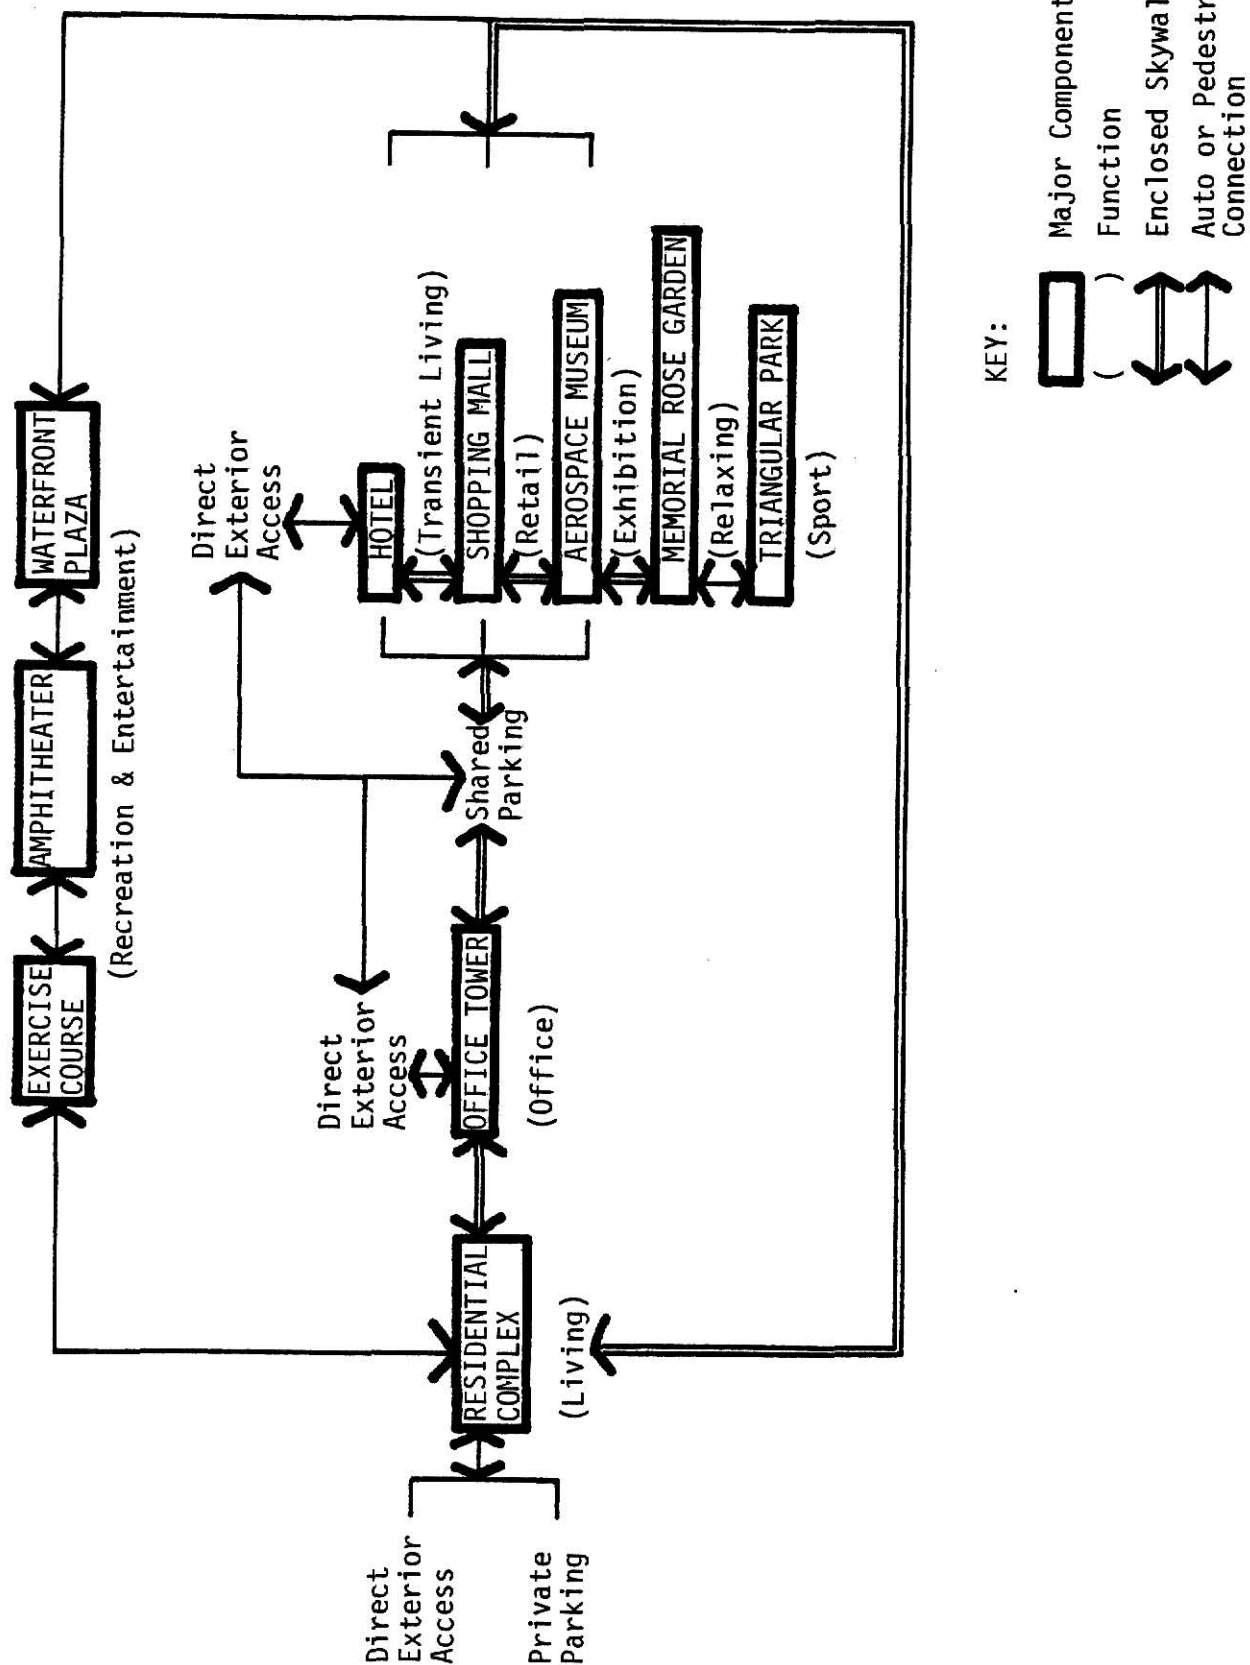 EXERCISE
COURSE
AMPHITHEATER
WATERFRONT
PLAZA
(Recreation & Entertainment)
Direct
Exterior
Access
Direct
Exterior
Access
HOTEL
(Transient Living)
SHOPPING MALL
(Retail)
AEROSPACE MUSEUM
(Exhibition)
MEMORIAL ROSE GARDEN
(Relaxing)
TRIANGULAR PARK
(Sport)
Shared
Parking
OFFICE TOWER
(Office)
RESIDENTIAL
COMPLEX
(Living)
Direct
Exterior
Access
Private
Parking
KEY:
Major Component
( ) Function
Enclosed Skywal
Auto or Pedestr
Connection